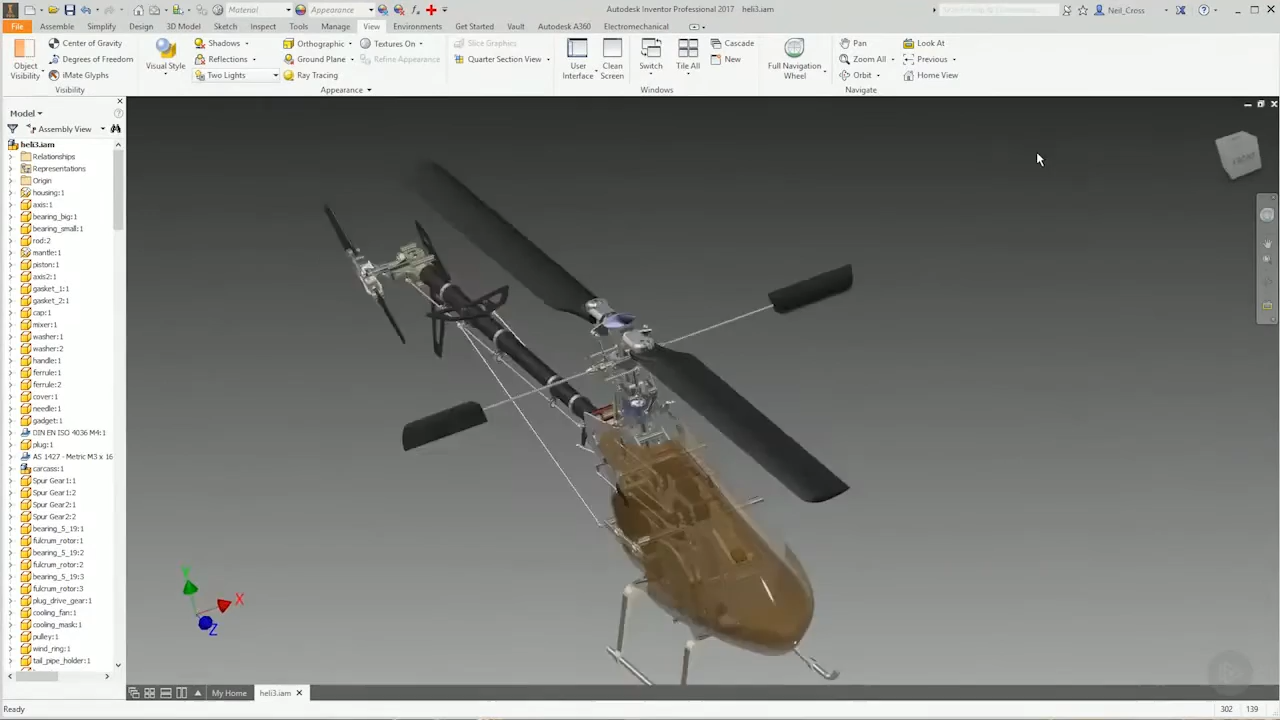 Material
Appearance
Autodesk Inventor Professional 2017 heli3.iam
Neil_Cross
File Assemble Simplify Design 3D Model Sketch Inspect Tools Manage View Environments Get Started Vault Autodesk A360 Electromechanical
Object Visibility
Center of Gravity
Degrees of Freedom
iMate Glyphs
Visibility
Visual Style
Shadows
Reflections
Two Lights
Orthographic
Ground Plane
Ray Tracing
Textures On
Refine Appearance
Appearance
Slice Graphics
Quarter Section View
User Interface
Clean Screen
Switch
Tile All
Cascade
New
Windows
Full Navigation Wheel
Pan
Zoom All
Orbit
Look At
Previous
Home View
Navigate
Model
Assembly View
heli3.iam
Relationships
Representations
Origin
housing:1
axis:1
bearing_big:1
bearing_small:1
rod:2
mantle:1
piston:1
axis2:1
gasket_1:1
gasket_2:1
cap:1
mixer:1
washer:1
washer:2
handle:1
ferrule:1
ferrule:2
cover:1
needle:1
gadget:1
DIN EN ISO 4036 M4:1
plug:1
AS 1427 - Metric M3 x 16
carcass:1
Spur Gear1:1
Spur Gear1:2
Spur Gear2:1
Spur Gear2:2
bearing_5_19:1
fulcrum_rotor:1
bearing_5_19:2
fulcrum_rotor:2
bearing_5_19:3
fulcrum_rotor:3
plug_drive_gear:1
cooling_fan:1
cooling_mask:1
pulley:1
wind_ring:1
tail_pipe_holder:1
FRONT
Y
X
Z
My Home heli3.iam
Ready
302 139